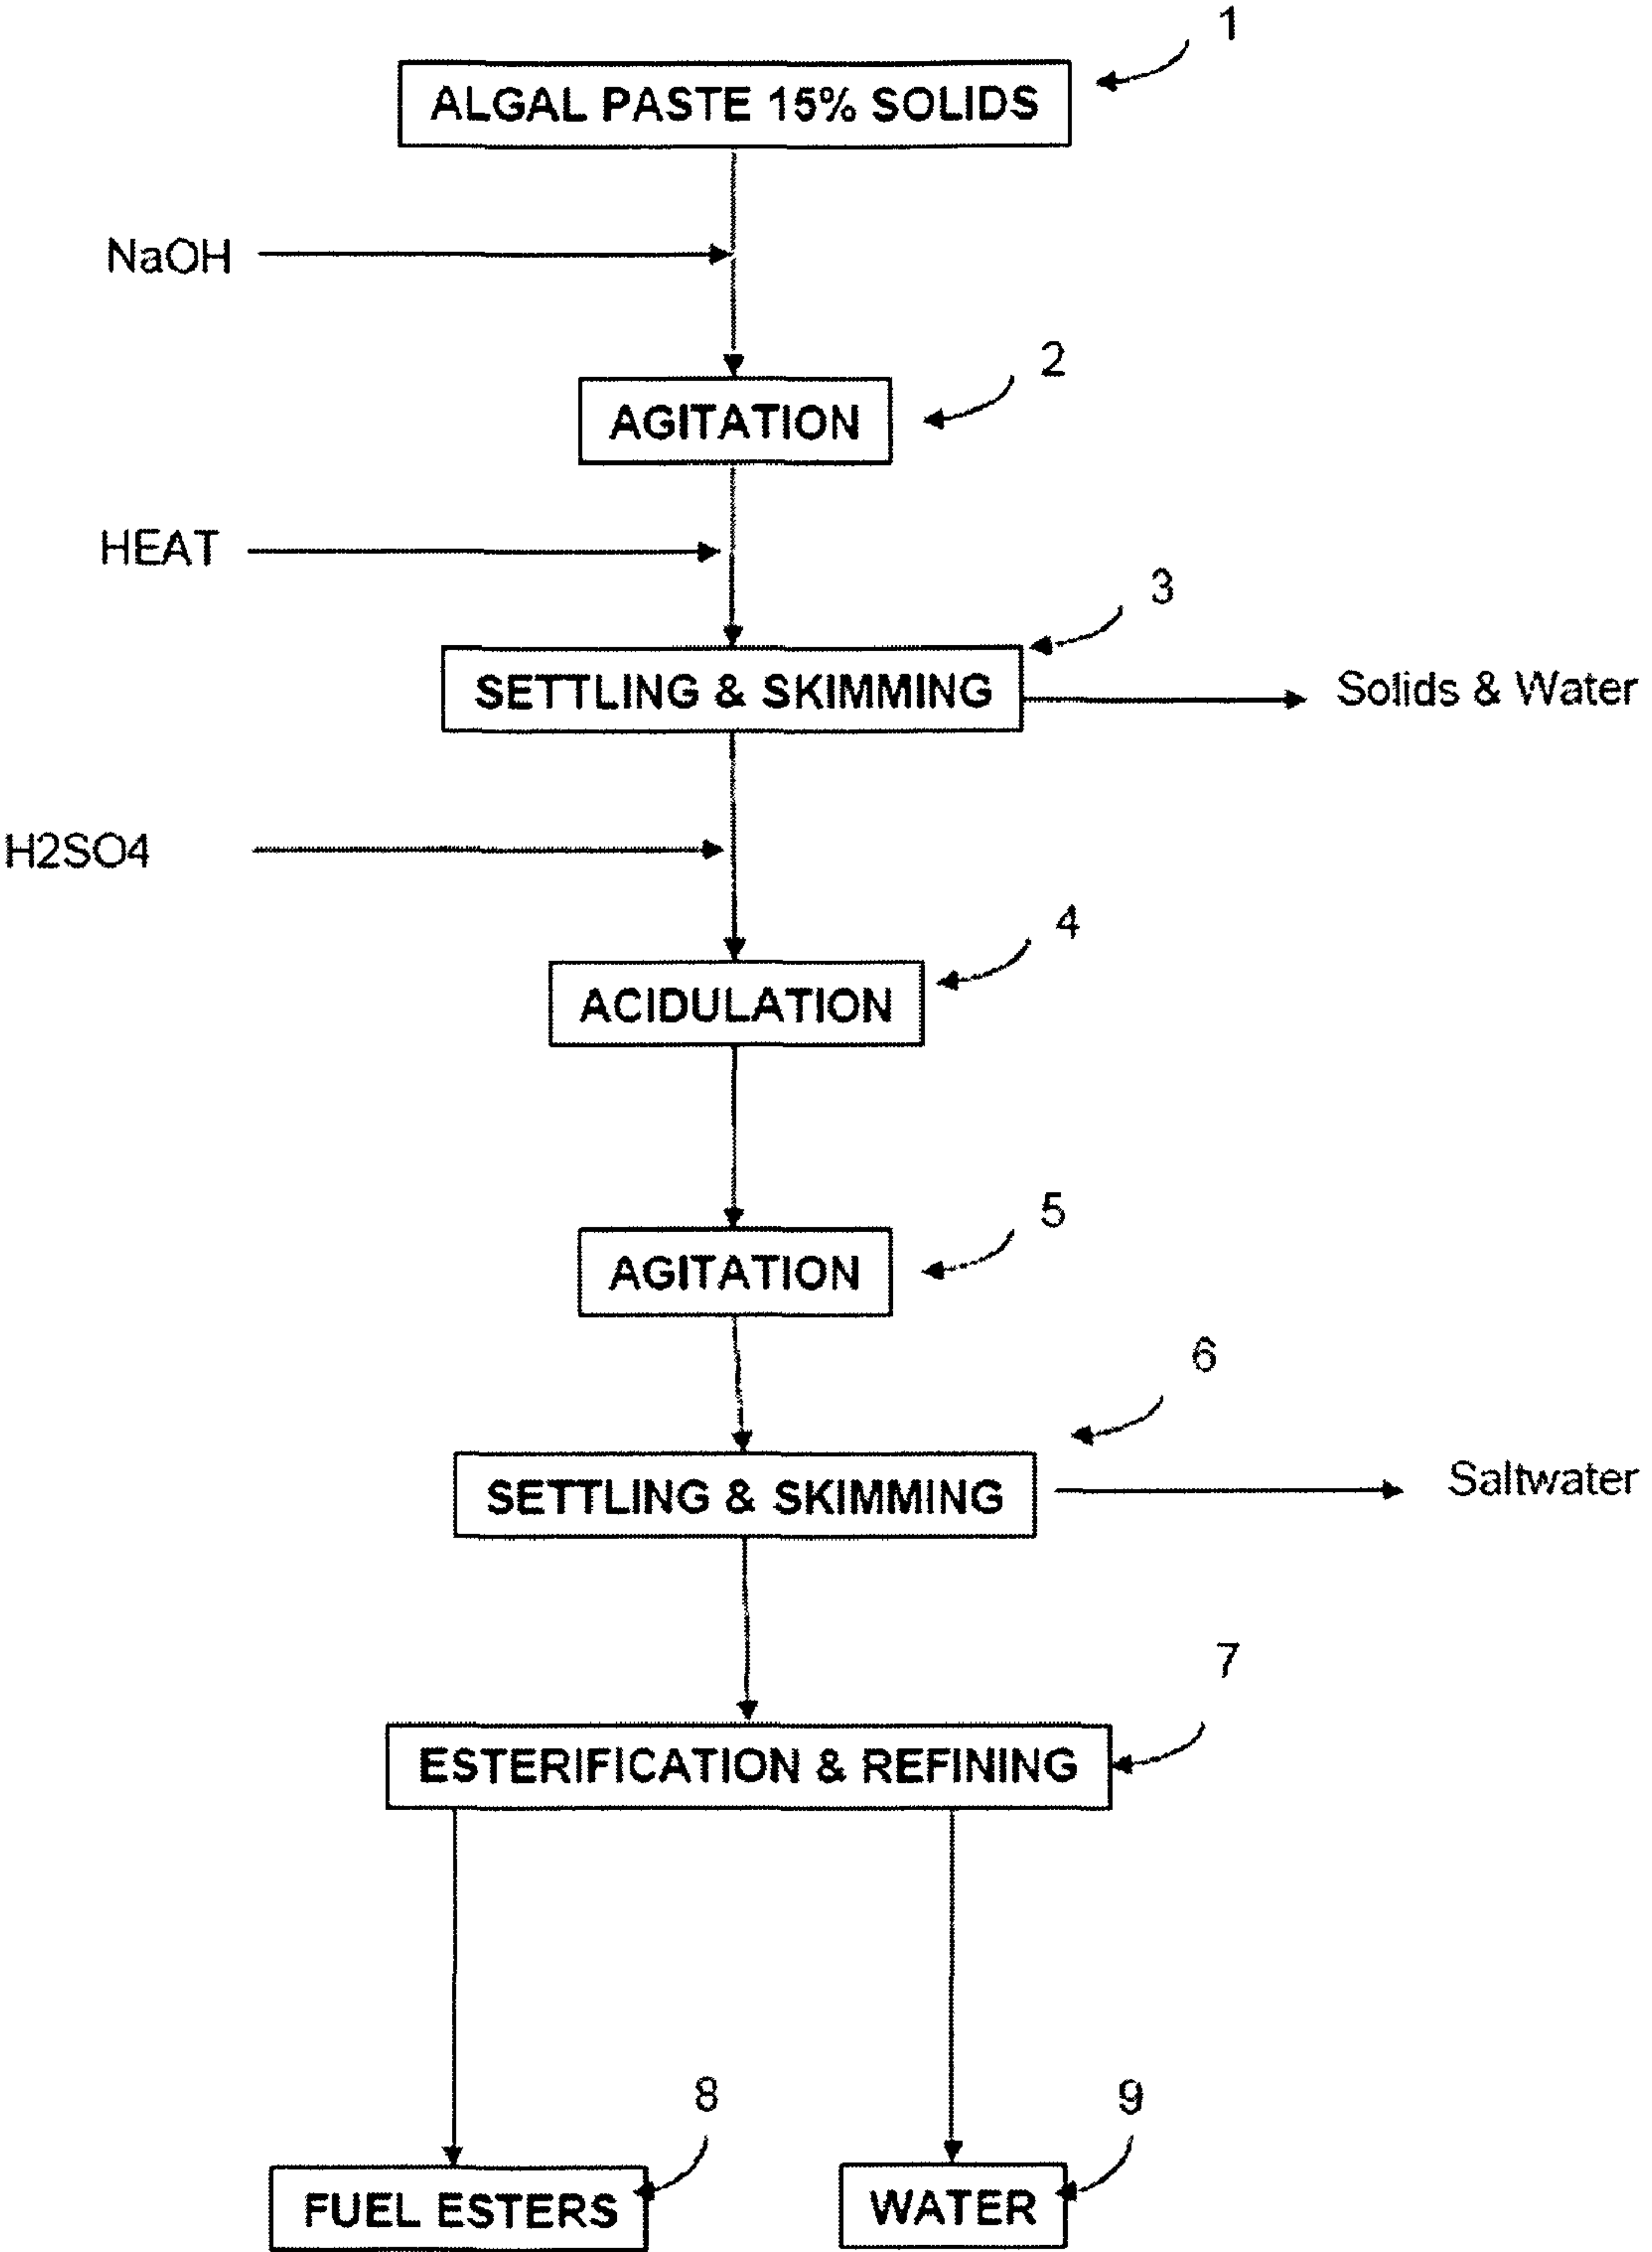 1
ALGAL PASTE 15% SOLIDS
NaOH
2
AGITATION
HEAT
3
SETTLING & SKIMMING
Solids & Water
H2SO4
4
ACIDULATION
5
AGITATION
6
SETTLING & SKIMMING
Saltwater
7
ESTERIFICATION & REFINING
8
9
FUEL ESTERS
WATER